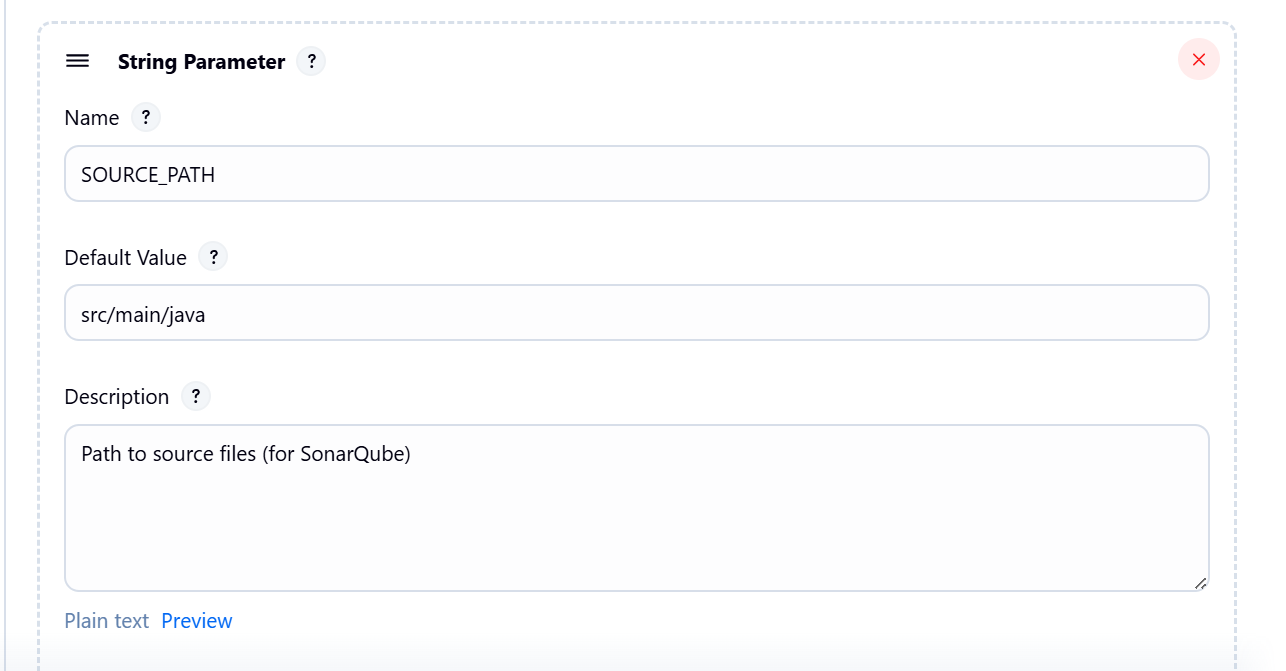 String Parameter ?
Name ?
SOURCE_PATH
Default Value ?
src/main/java
Description ?
Path to source files (for SonarQube)
Plain text Preview